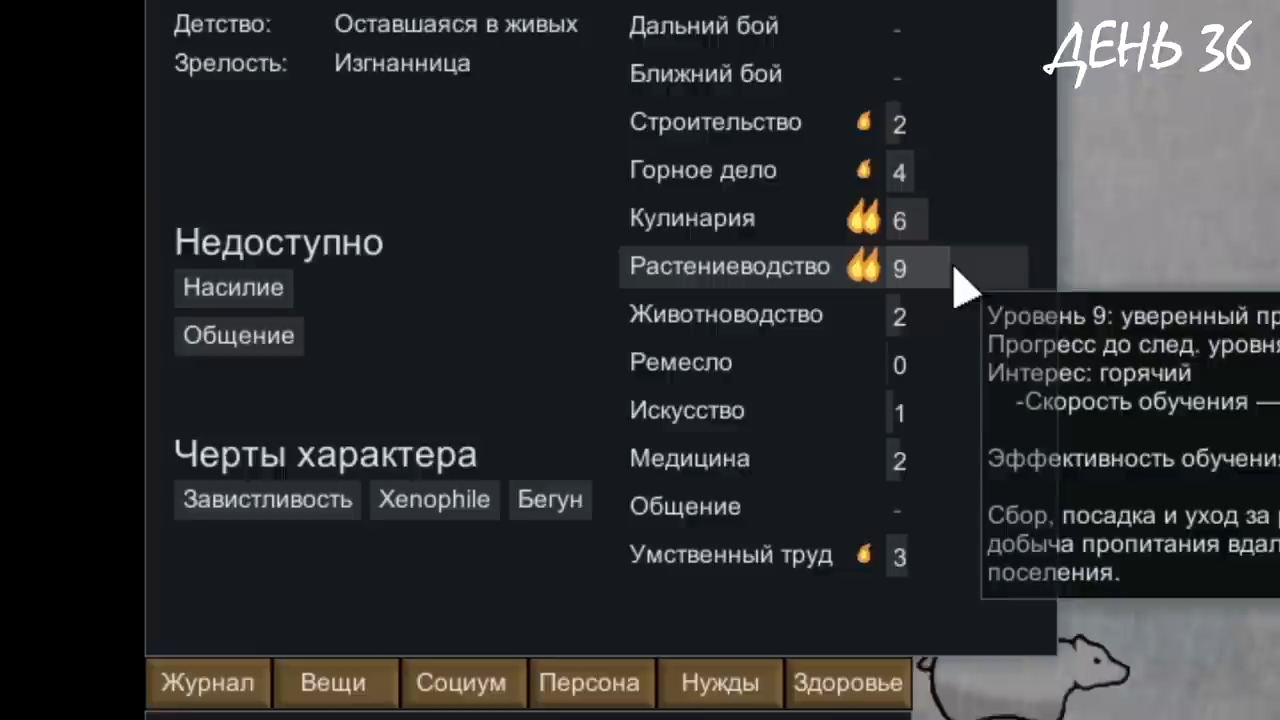 Детство: Оставшаяся в живых
Зрелость: Изгнанница
Недоступно
Насилие
Общение
Черты характера
Завистливость Xenophile Бегун
Дальний бой -
Ближний бой -
Строительство 2
Горное дело 4
Кулинария 6
Растениеводство 9
Животноводство 2
Ремесло 0
Искусство 1
Медицина 2
Общение -
Умственный труд 3
ДЕНЬ 36
Уровень 9: уверенный
Прогресс до след. уровня
Интерес: горячий
-Скорость обучения —
Эффективность обучения
Сбор, посадка и уход за
добыча пропитания
поселения.
Журнал Вещи Социум Персона Нужды Здоровье